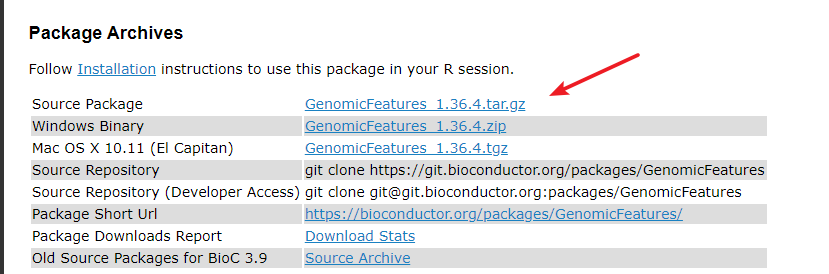 Package Archives
Follow Installation instructions to use this package in your R session.
Source Package GenomicFeatures_1.36.4.tar.gz
Windows Binary GenomicFeatures_1.36.4.zip
Mac OS X 10.11 (El Capitan) GenomicFeatures_1.36.4.tgz
Source Repository git clone https://git.bioconductor.org/packages/GenomicFeatures
Source Repository (Developer Access) git clone git@git.bioconductor.org:packages/GenomicFeatures
Package Short Url https://bioconductor.org/packages/GenomicFeatures/
Package Downloads Report Download Stats
Old Source Packages for BioC 3.9 Source Archive